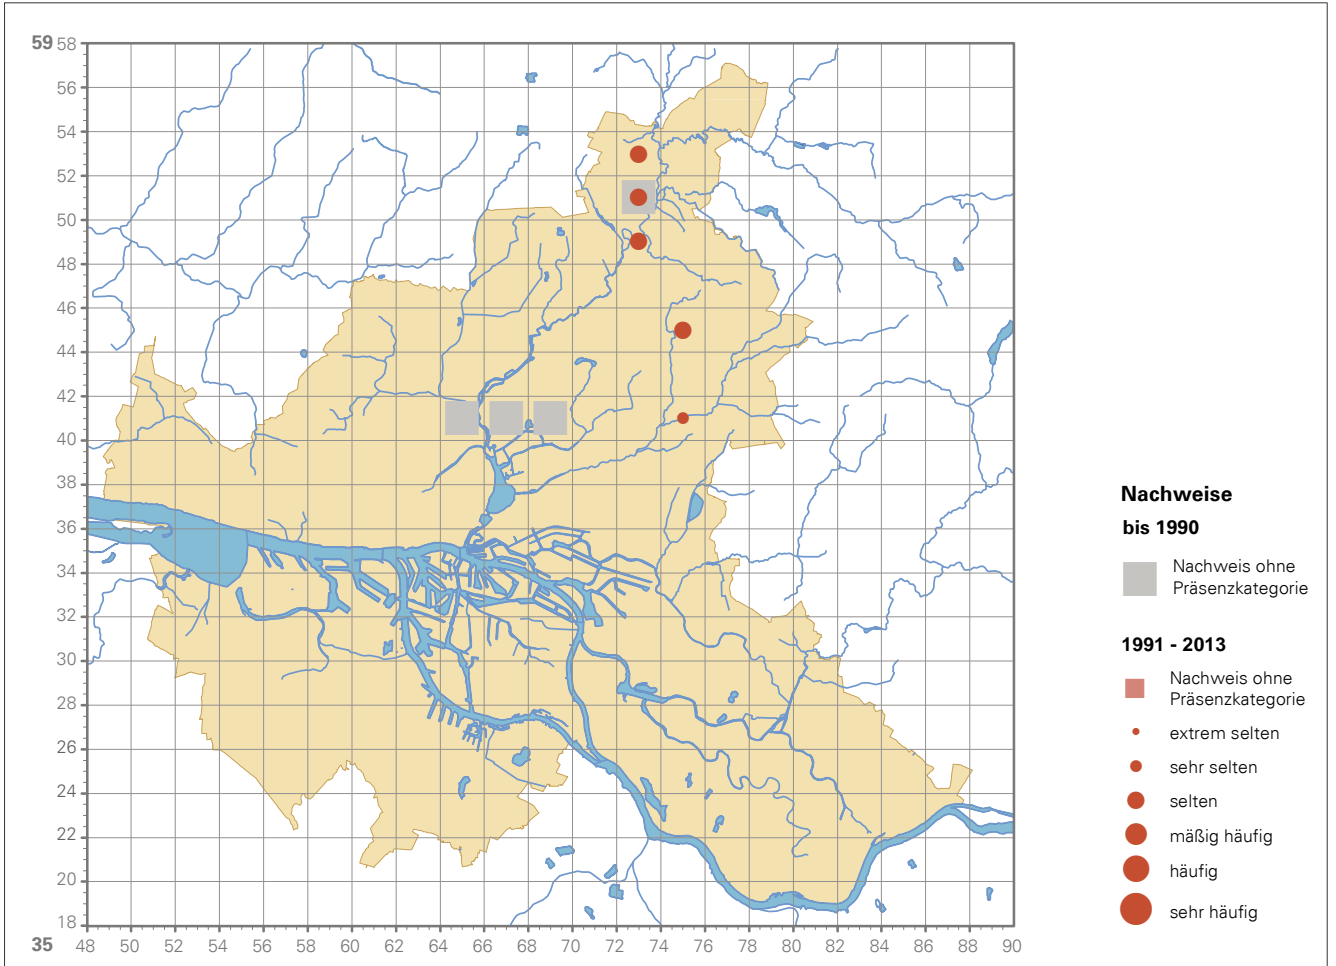 59 58
56
54
52
50
48
46
44
42
40
38
36
34
32
30
28
26
24
22
20
18
35
48 50 52 54 56 58 60 62 64 66 68 70 72 74 76 78 80 82 84 86 88 90
Nachweise
bis 1990
Nachweis ohne
Präsenzkategorie
1991 - 2013
Nachweis ohne
Präsenzkategorie
extrem selten
sehr selten
selten
mäßig häufig
häufig
sehr häufig